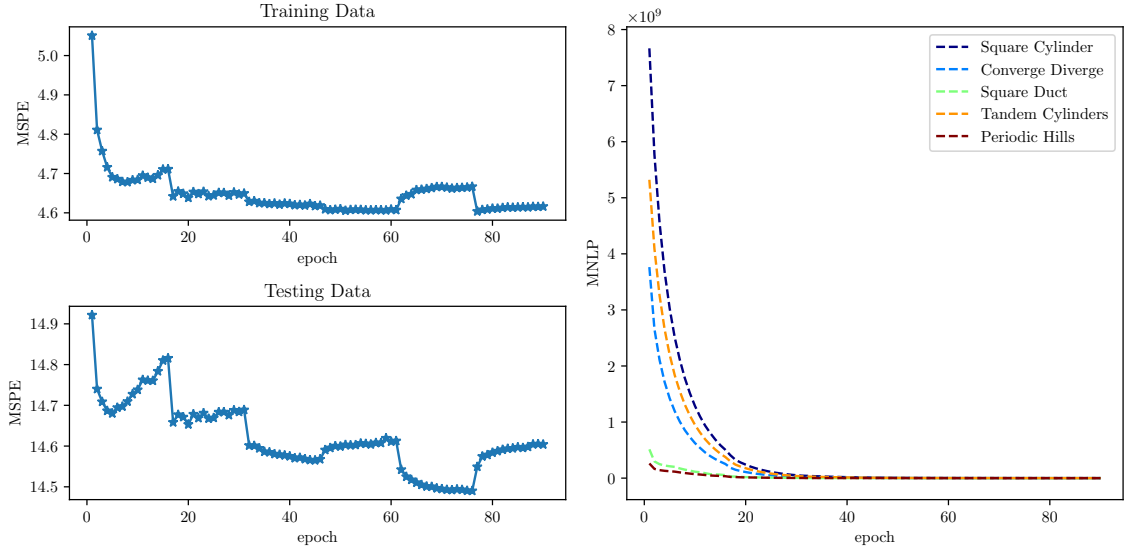 Training Data
MSPE
5.0
4.9
4.8
4.7
4.6
0
20
40
60
80
epoch
Testing Data
MSPE
14.9
14.8
14.7
14.6
14.5
0
20
40
60
80
epoch
×10⁹
MNLP
8
7
6
5
4
3
2
1
0
0
20
40
60
80
epoch
Square Cylinder
Converge Diverge
Square Duct
Tandem Cylinders
Periodic Hills